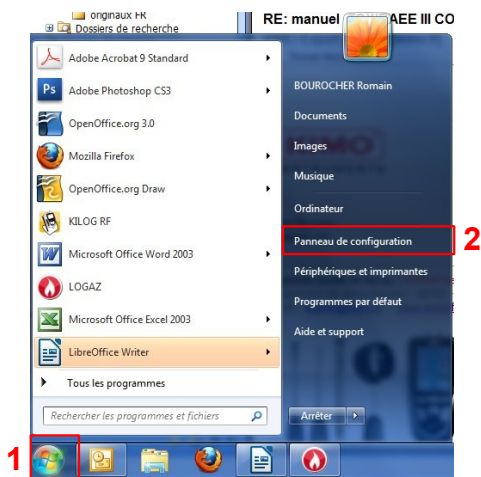 originaux FR
Dossiers de recherche
RE: manuel AEE III CO
Adobe Acrobat 9 Standard
Ps Adobe Photoshop CS3
OpenOffice.org 3.0
Mozilla Firefox
OpenOffice.org Draw
KILOG RF
Microsoft Office Word 2003
LOGAZ
Microsoft Office Excel 2003
LibreOffice Writer
Tous les programmes
Rechercher les programmes et fichiers
BOUROCHER Romain
Documents
Images
KIMO
Musique
Ordinateur
Panneau de configuration
2
Périphériques et imprimantes
Programmes par défaut
Aide et support
Arrêter
1